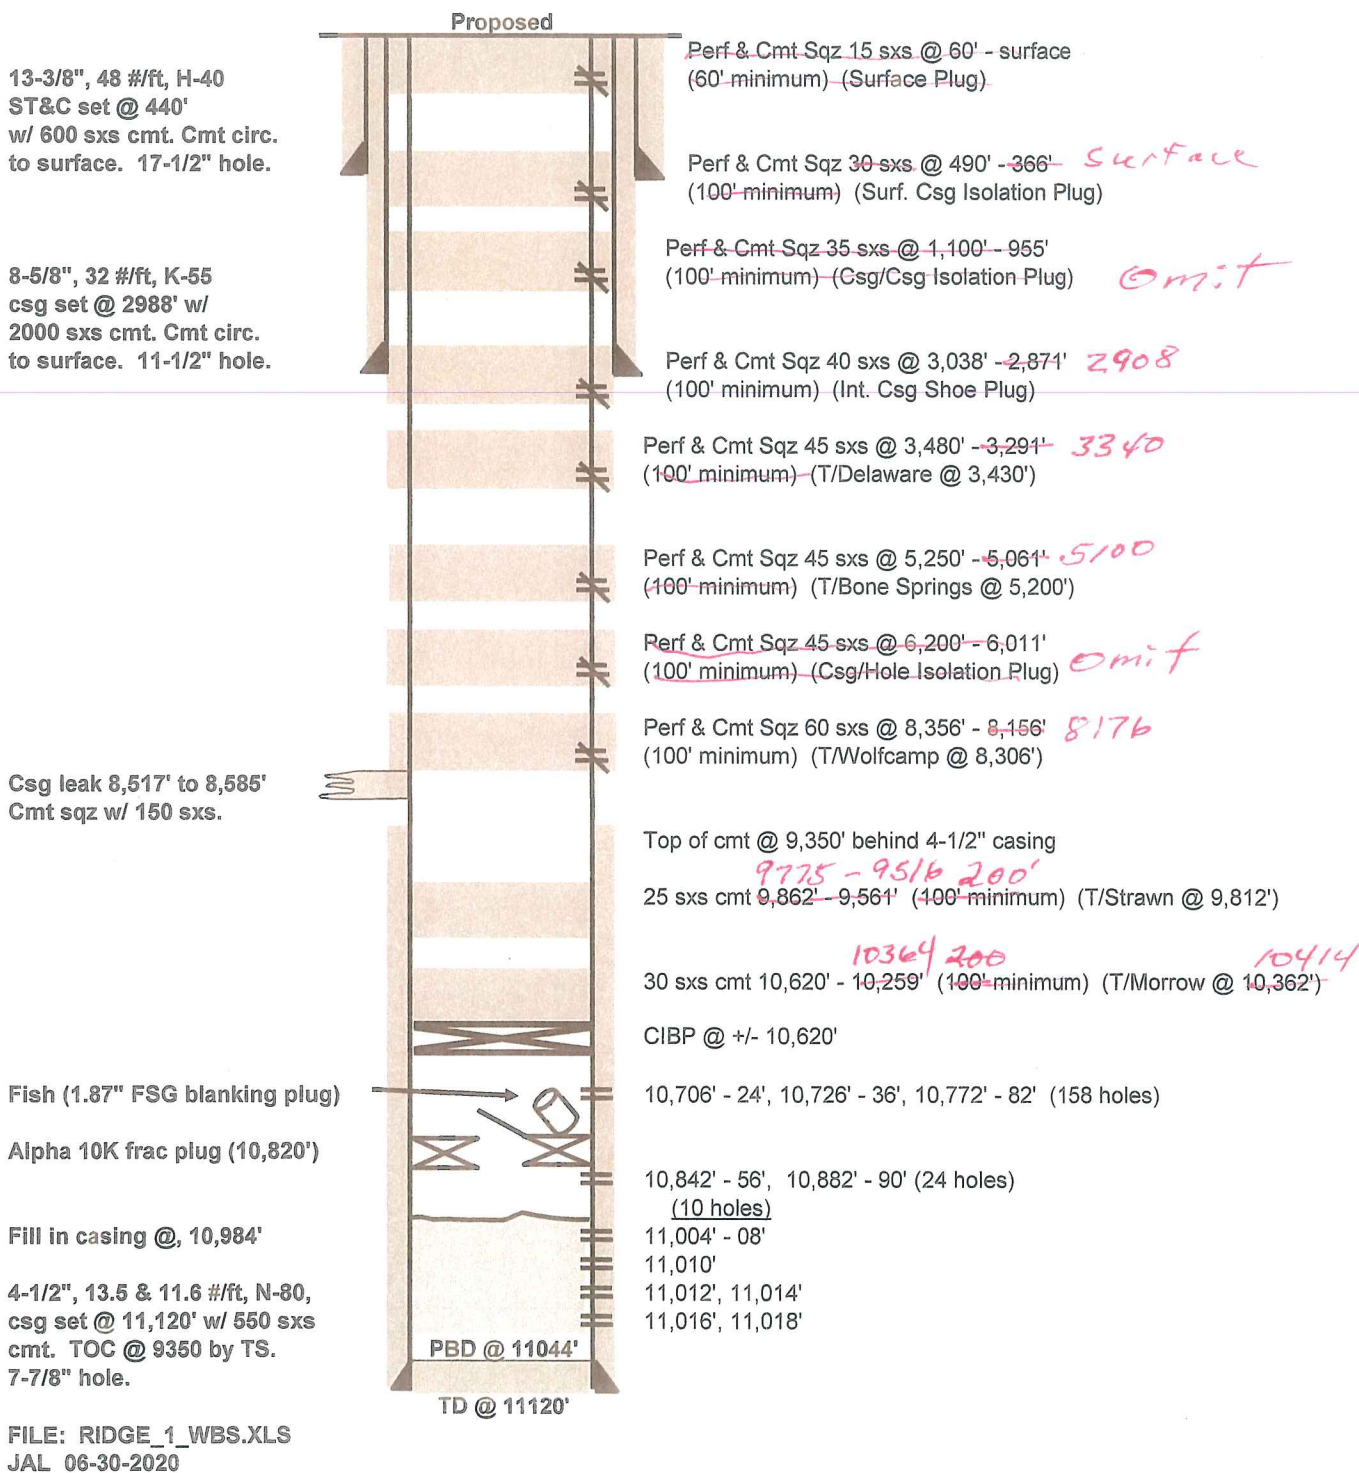 Proposed
13-3/8", 48 #/ft, H-40
ST&C set @ 440'
w/ 600 sxs cmt. Cmt circ.
to surface. 17-1/2" hole.
Perf & Cmt Sqz 15 sxs @ 60' - surface
(60' minimum) (Surface Plug)
Perf & Cmt Sqz 30 sxs @ 490' - 366' Surface
(100' minimum) (Surf. Csg Isolation Plug)
8-5/8", 32 #/ft, K-55
csg set @ 2988' w/
2000 sxs cmt. Cmt circ.
to surface. 11-1/2" hole.
Perf & Cmt Sqz 35 sxs @ 1,100' - 955'
(100' minimum) (Csg/Csg Isolation Plug) Omit
Perf & Cmt Sqz 40 sxs @ 3,038' - 2,871' 2908
(100' minimum) (Int. Csg Shoe Plug)
Perf & Cmt Sqz 45 sxs @ 3,480' - 3,291' 3340
(100' minimum) (T/Delaware @ 3,430')
Perf & Cmt Sqz 45 sxs @ 5,250' - 5,061' 5100
(100' minimum) (T/Bone Springs @ 5,200')
Perf & Cmt Sqz 45 sxs @ 6,200' - 6,011'
(100' minimum) (Csg/Hole Isolation Plug) Omit
Perf & Cmt Sqz 60 sxs @ 8,356' - 8,156' 8176
(100' minimum) (T/Wolfcamp @ 8,306')
Csg leak 8,517' to 8,585'
Cmt sqz w/ 150 sxs.
Top of cmt @ 9,350' behind 4-1/2" casing
9775 - 9516 200'
25 sxs cmt 9,862' - 9,561' (100' minimum) (T/Strawn @ 9,812')
10364 200 10414
30 sxs cmt 10,620' - 10,259' (100' minimum) (T/Morrow @ 10,362')
CIBP @ +/- 10,620'
Fish (1.87" FSG blanking plug)
10,706' - 24', 10,726' - 36', 10,772' - 82' (158 holes)
Alpha 10K frac plug (10,820')
10,842' - 56', 10,882' - 90' (24 holes)
(10 holes)
Fill in casing @, 10,984'
11,004' - 08'
11,010'
11,012', 11,014'
11,016', 11,018'
4-1/2", 13.5 & 11.6 #/ft, N-80,
csg set @ 11,120' w/ 550 sxs
cmt. TOC @ 9350 by TS.
7-7/8" hole.
PBD @ 11044'
TD @ 11120'
FILE: RIDGE_1_WBS.XLS
JAL 06-30-2020